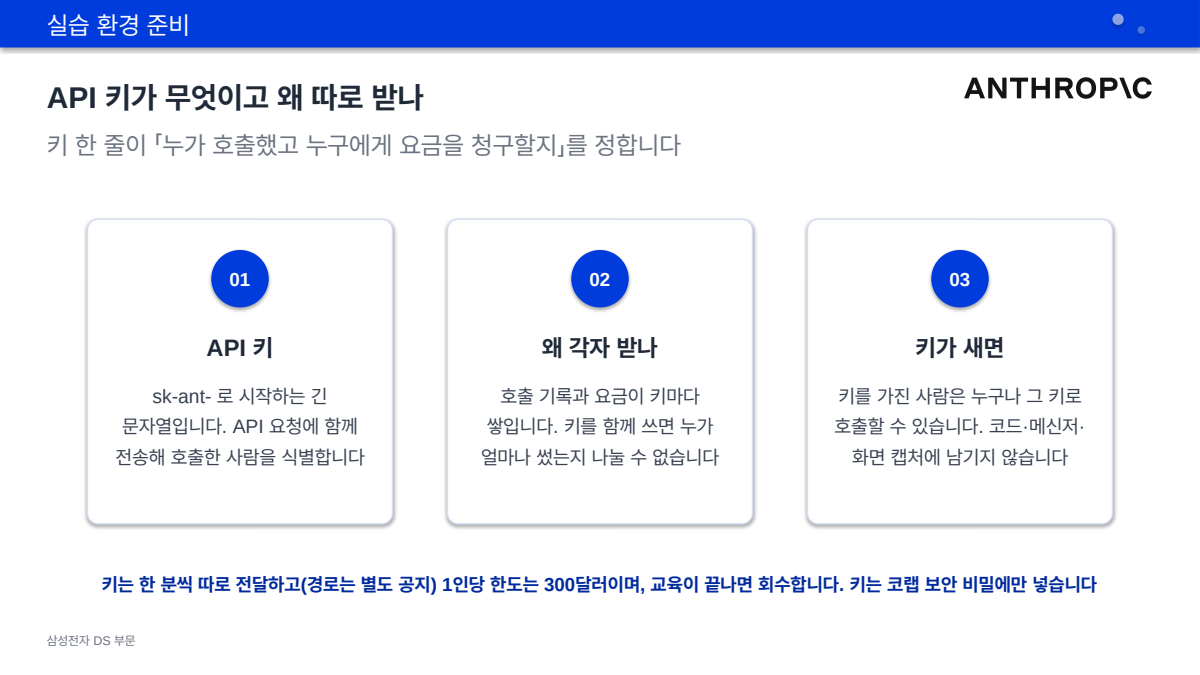 실습 환경 준비
ANTHROP\C
API 키가 무엇이고 왜 따로 받나
키 한 줄이 「누가 호출했고 누구에게 요금을 청구할지」를 정합니다
01
API 키
sk-ant- 로 시작하는 긴
문자열입니다. API 요청에 함께
전송해 호출한 사람을 식별합니다
02
왜 각자 받나
호출 기록과 요금이 키마다
쌓입니다. 키를 함께 쓰면 누가
얼마나 썼는지 나눌 수 없습니다
03
키가 새면
키를 가진 사람은 누구나 그 키로
호출할 수 있습니다. 코드·메신저·
화면 캡처에 남기지 않습니다
키는 한 분씩 따로 전달하고(경로는 별도 공지) 1인당 한도는 300달러이며, 교육이 끝나면 회수합니다. 키는 코랩 보안 비밀에만 넣습니다
삼성전자 DS 부문